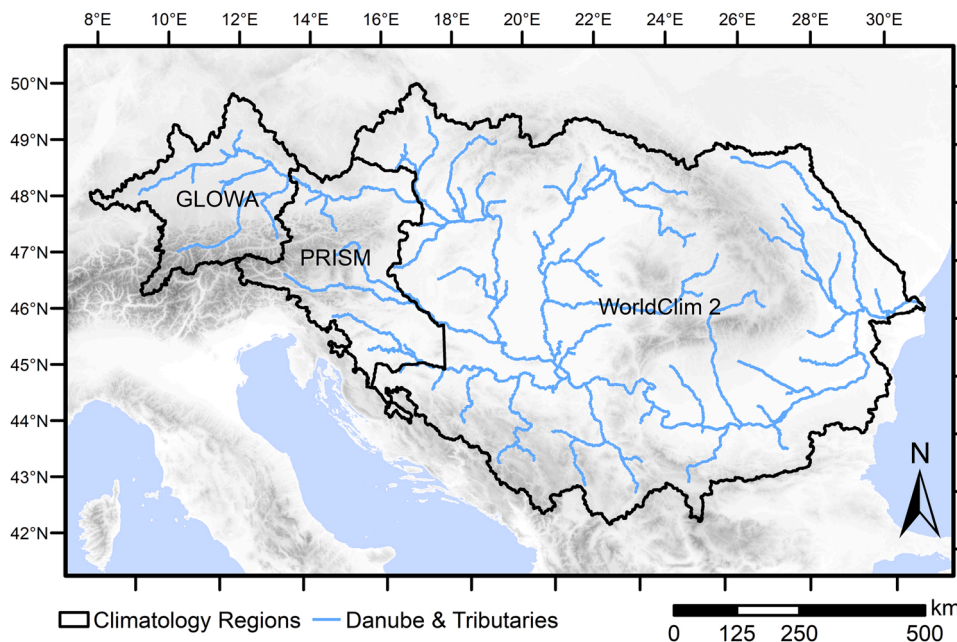 8°E 10°E 12°E 14°E 16°E 18°E 20°E 22°E 24°E 26°E 28°E 30°E
50°N
49°N
48°N
47°N
46°N
45°N
44°N
43°N
42°N
GLOWA
PRISM
WorldClim 2
N
Climatology Regions Danube & Tributaries
km
0 125 250 500